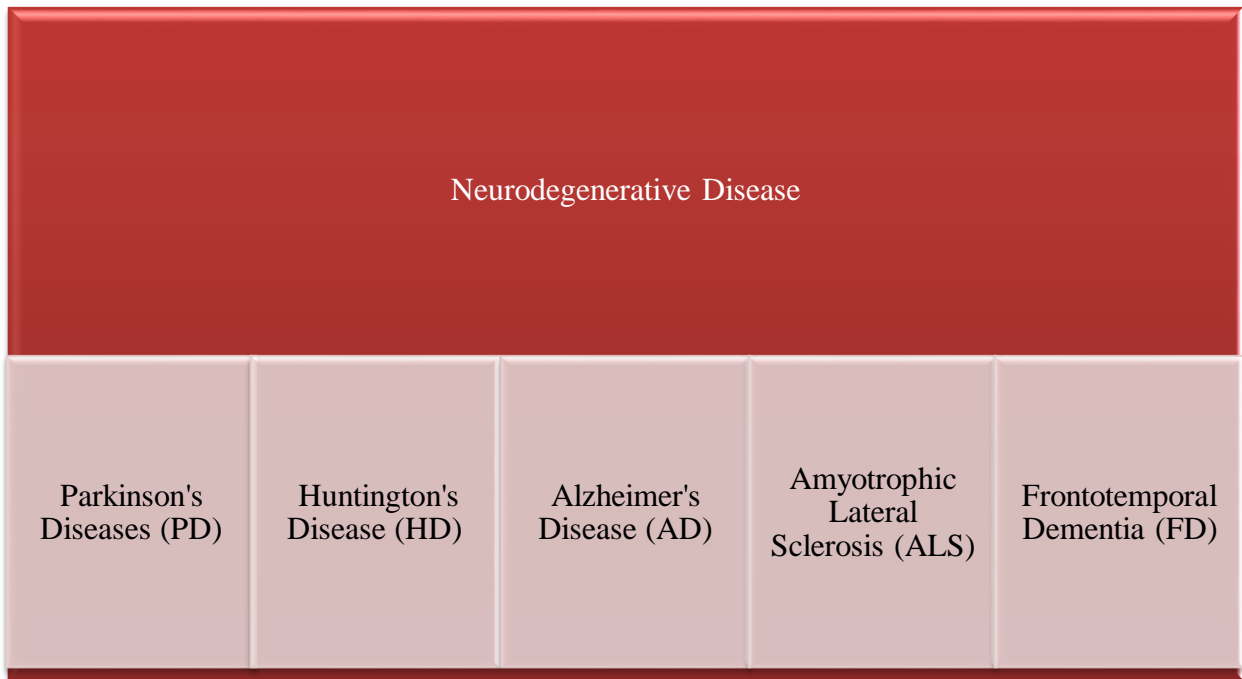 Neurodegenerative Disease
Parkinson's
Diseases (PD)
Huntington's
Disease (HD)
Alzheimer's
Disease (AD)
Amyotrophic
Lateral
Sclerosis (ALS)
Frontotemporal
Dementia (FD)